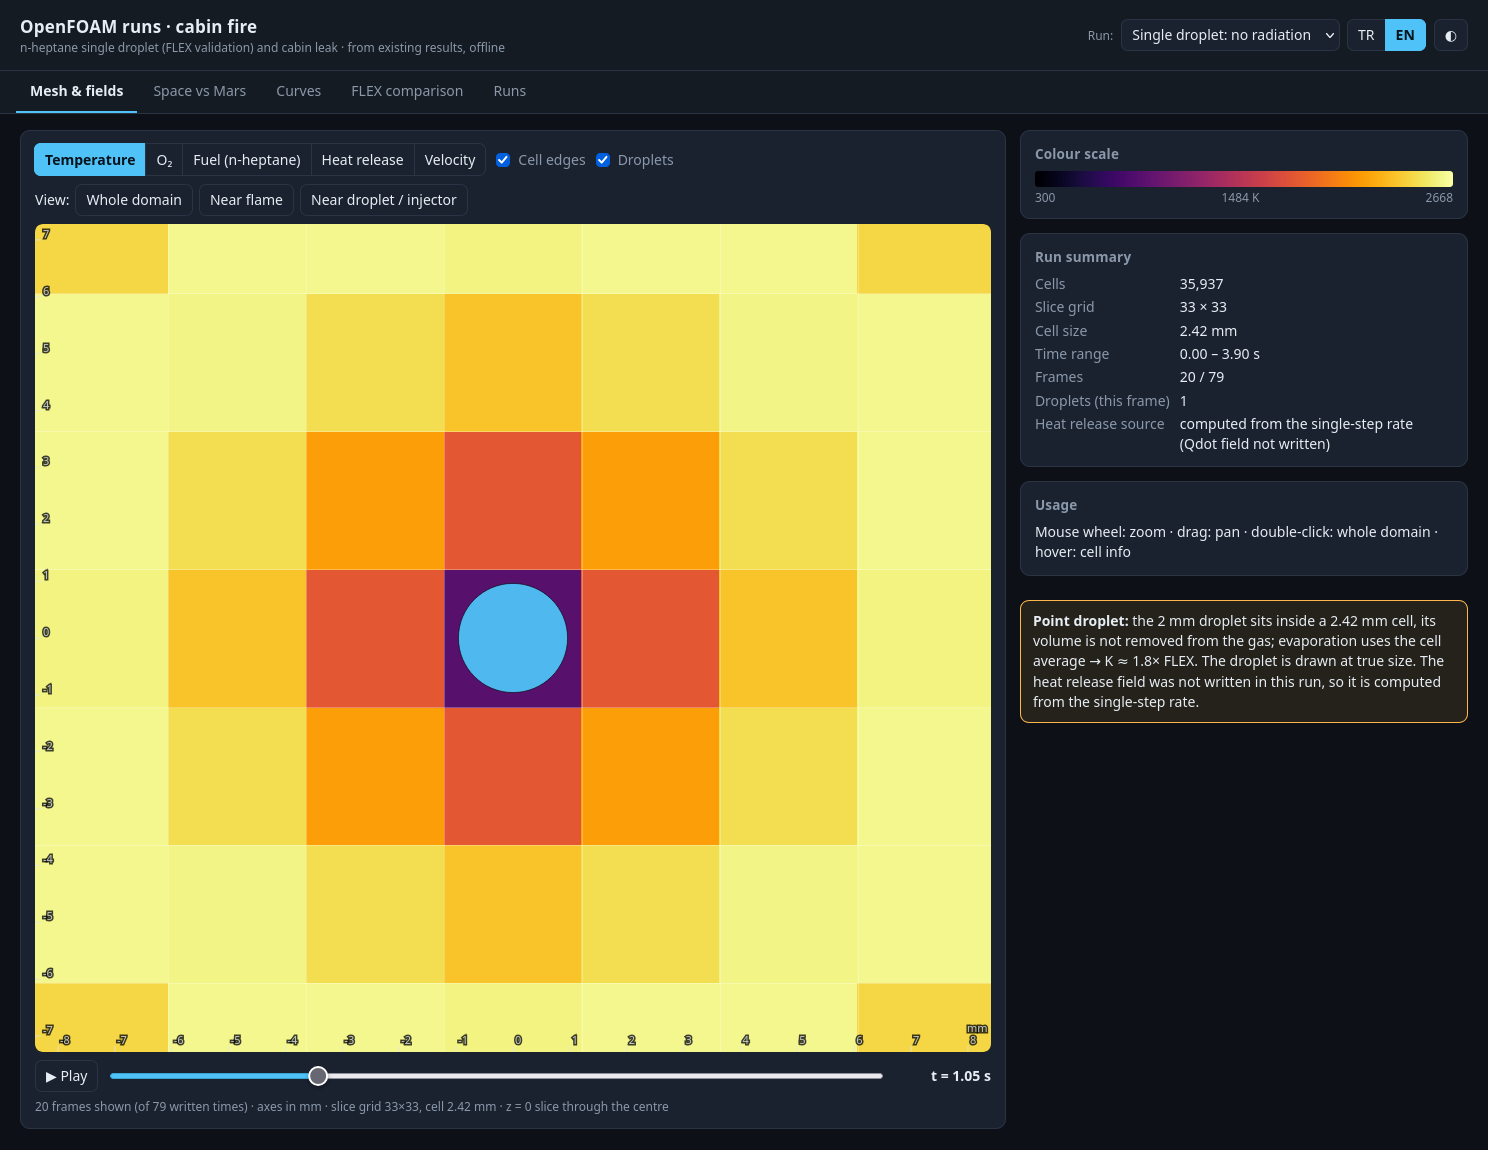 OpenFOAM runs · cabin fire
n-heptane single droplet (FLEX validation) and cabin leak · from existing results, offline
Run: Single droplet: no radiation TR EN
Mesh & fields Space vs Mars Curves FLEX comparison Runs
Temperature O₂ Fuel (n-heptane) Heat release Velocity Cell edges Droplets
View: Whole domain Near flame Near droplet / injector
7
6
5
4
3
2
1
0
-1
-2
-3
-4
-5
-6
-7
mm
-8 -7 -6 -5 -4 -3 -2 -1 0 1 2 3 4 5 6 7 8
▶ Play t = 1.05 s
20 frames shown (of 79 written times) · axes in mm · slice grid 33×33, cell 2.42 mm · z = 0 slice through the centre
Colour scale
300 1484 K 2668
Run summary
Cells 35,937
Slice grid 33 × 33
Cell size 2.42 mm
Time range 0.00 – 3.90 s
Frames 20 / 79
Droplets (this frame) 1
Heat release source computed from the single-step rate
(Qdot field not written)
Usage
Mouse wheel: zoom · drag: pan · double-click: whole domain ·
hover: cell info
Point droplet: the 2 mm droplet sits inside a 2.42 mm cell, its
volume is not removed from the gas; evaporation uses the cell
average → K ≈ 1.8× FLEX. The droplet is drawn at true size. The
heat release field was not written in this run, so it is computed
from the single-step rate.